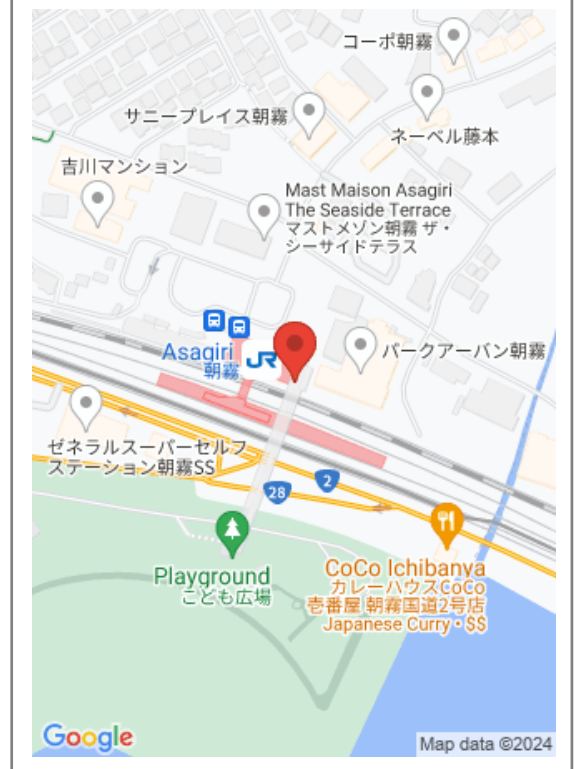 コーポ朝霧
サニープレイス朝霧
ネーベル藤本
吉川マンション
Mast Maison Asagiri
The Seaside Terrace
マストメゾン朝霧 ザ・
シーサイドテラス
Asagiri
朝霧
JR
パークアーバン朝霧
ゼネラルスーパーセルフ
ステーション朝霧SS
2
28
Playground
こども広場
CoCo Ichibanya
カレーハウスCoCo
壱番屋 朝霧国道2号店
Japanese Curry • $$
Google
Map data ©2024